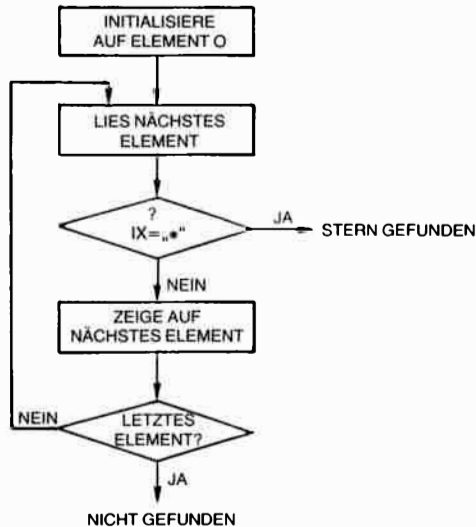 INITIALISIERE
AUF ELEMENT O
LIES NÄCHSTES
ELEMENT
?
IX=„*"
JA
STERN GEFUNDEN
NEIN
ZEIGE AUF
NÄCHSTES ELEMENT
NEIN
LETZTES
ELEMENT?
JA
NICHT GEFUNDEN